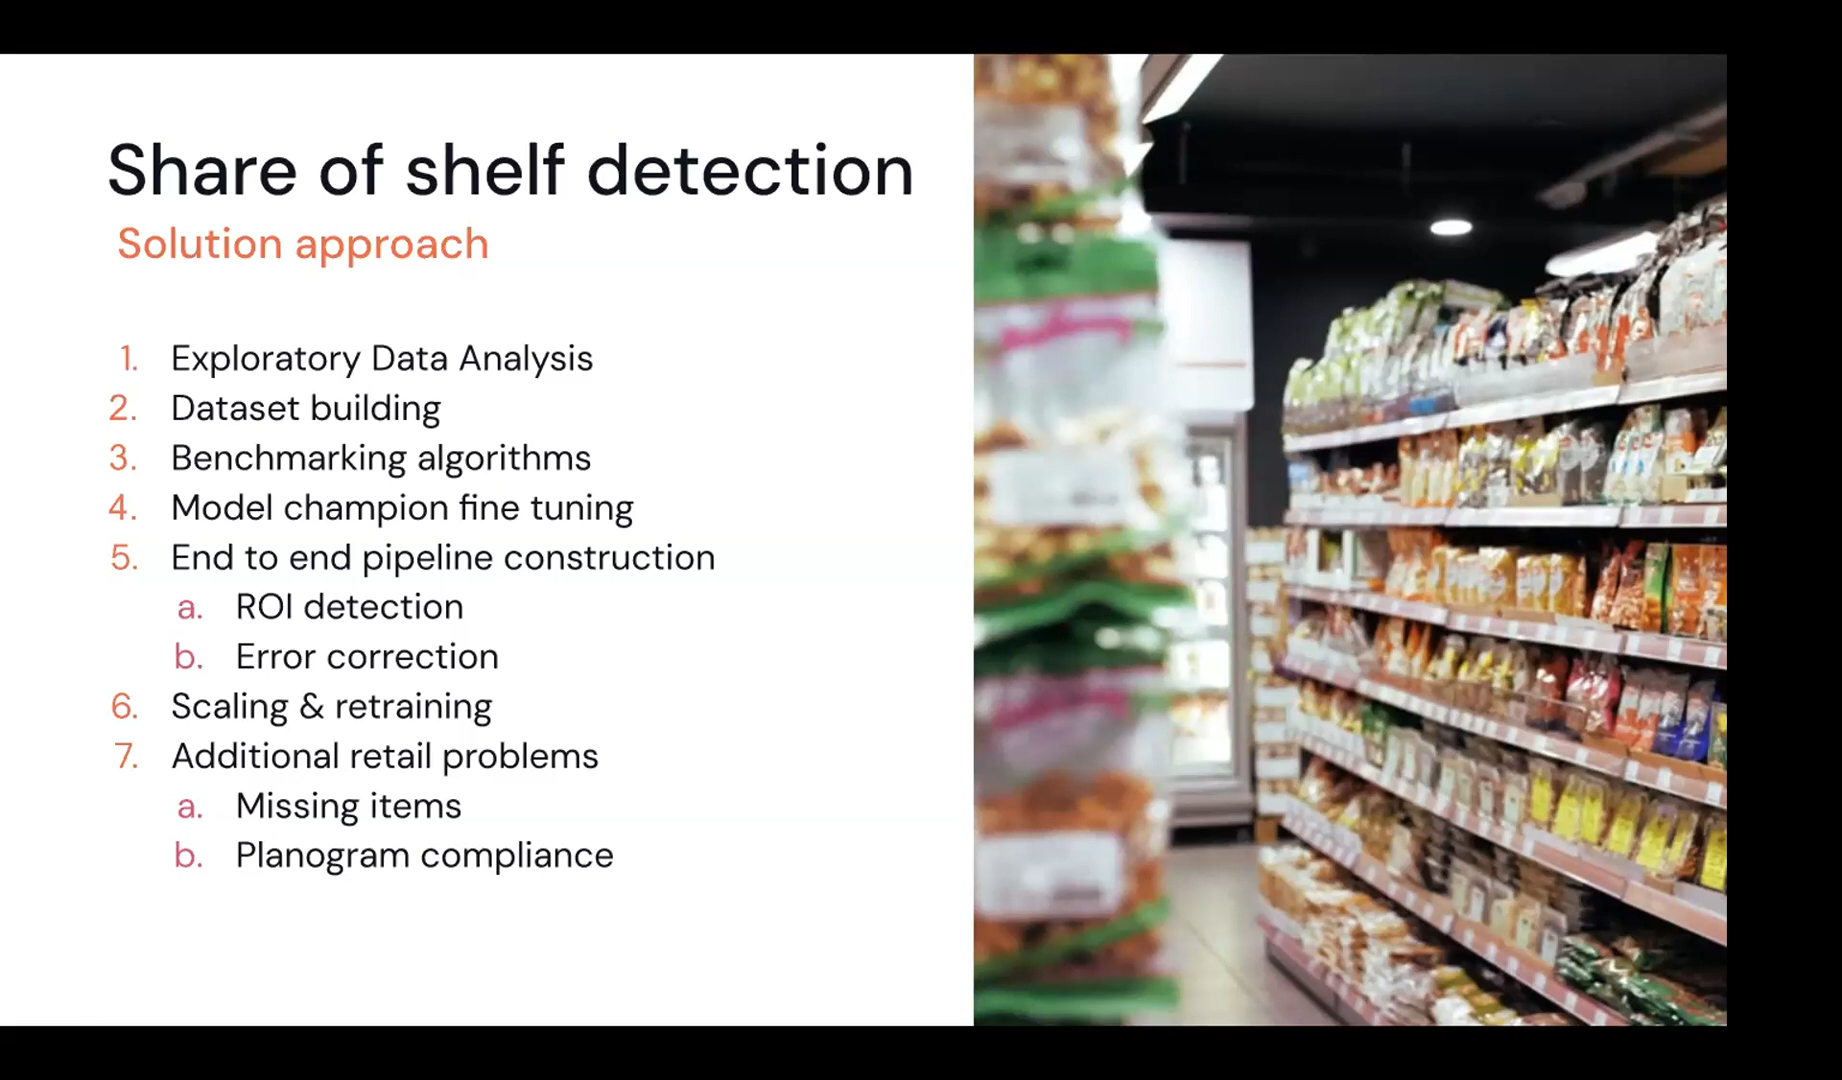 Share of shelf detection
Solution approach
1. Exploratory Data Analysis
2. Dataset building
3. Benchmarking algorithms
4. Model champion fine tuning
5. End to end pipeline construction
a. ROI detection
b. Error correction
6. Scaling & retraining
7. Additional retail problems
a. Missing items
b. Planogram compliance